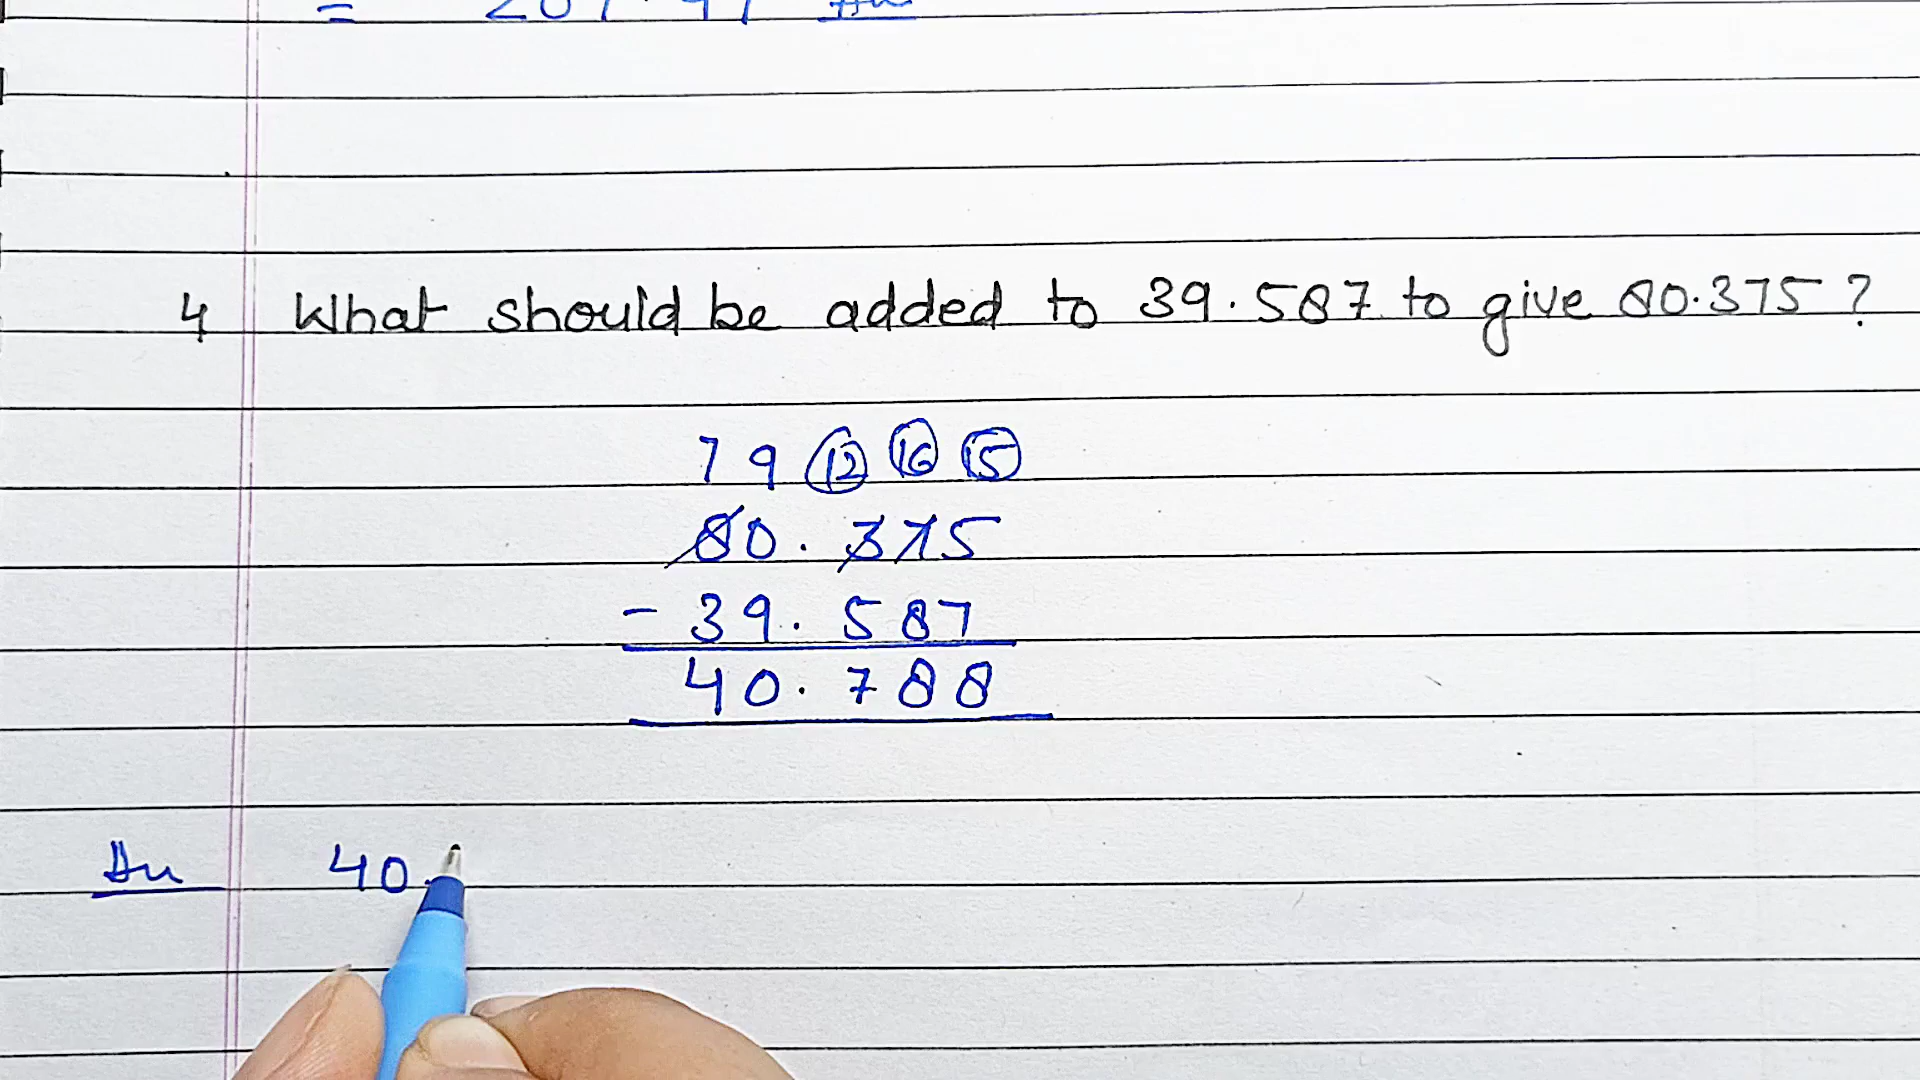 4 What should be added to 39.587 to give 80.375?
7 9 12 16 15
80.375
- 39.587
40.788
Ans 40.